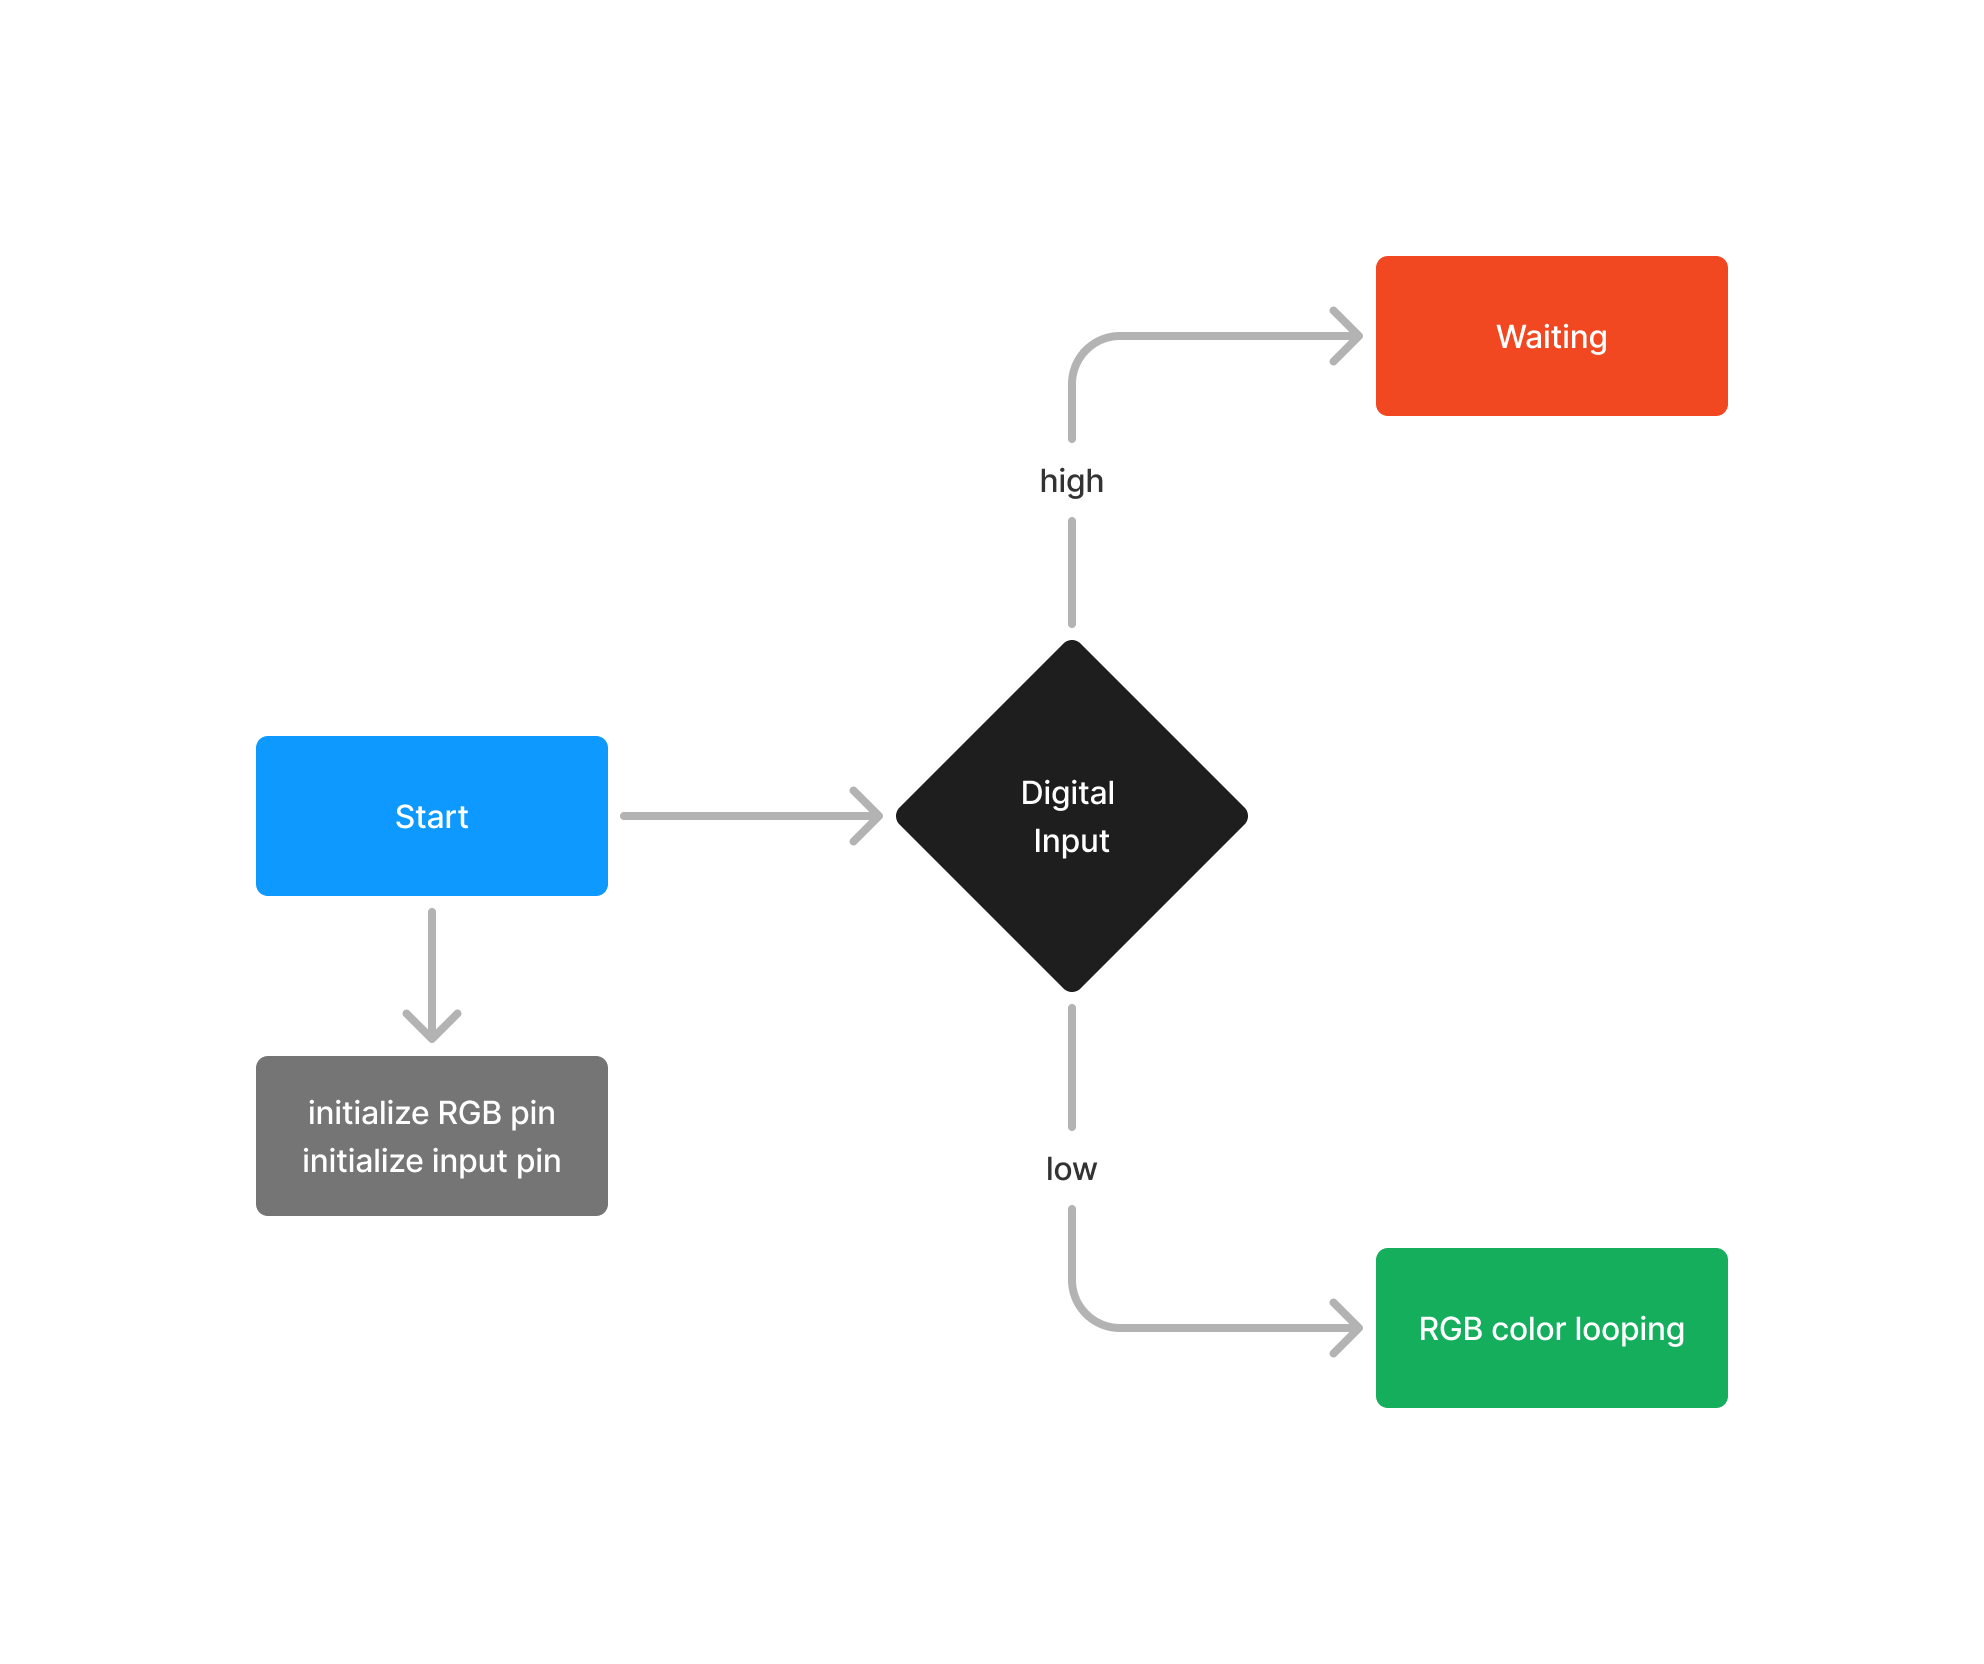 Waiting
high
Start
Digital
Input
initialize RGB pin
initialize input pin
low
RGB color looping